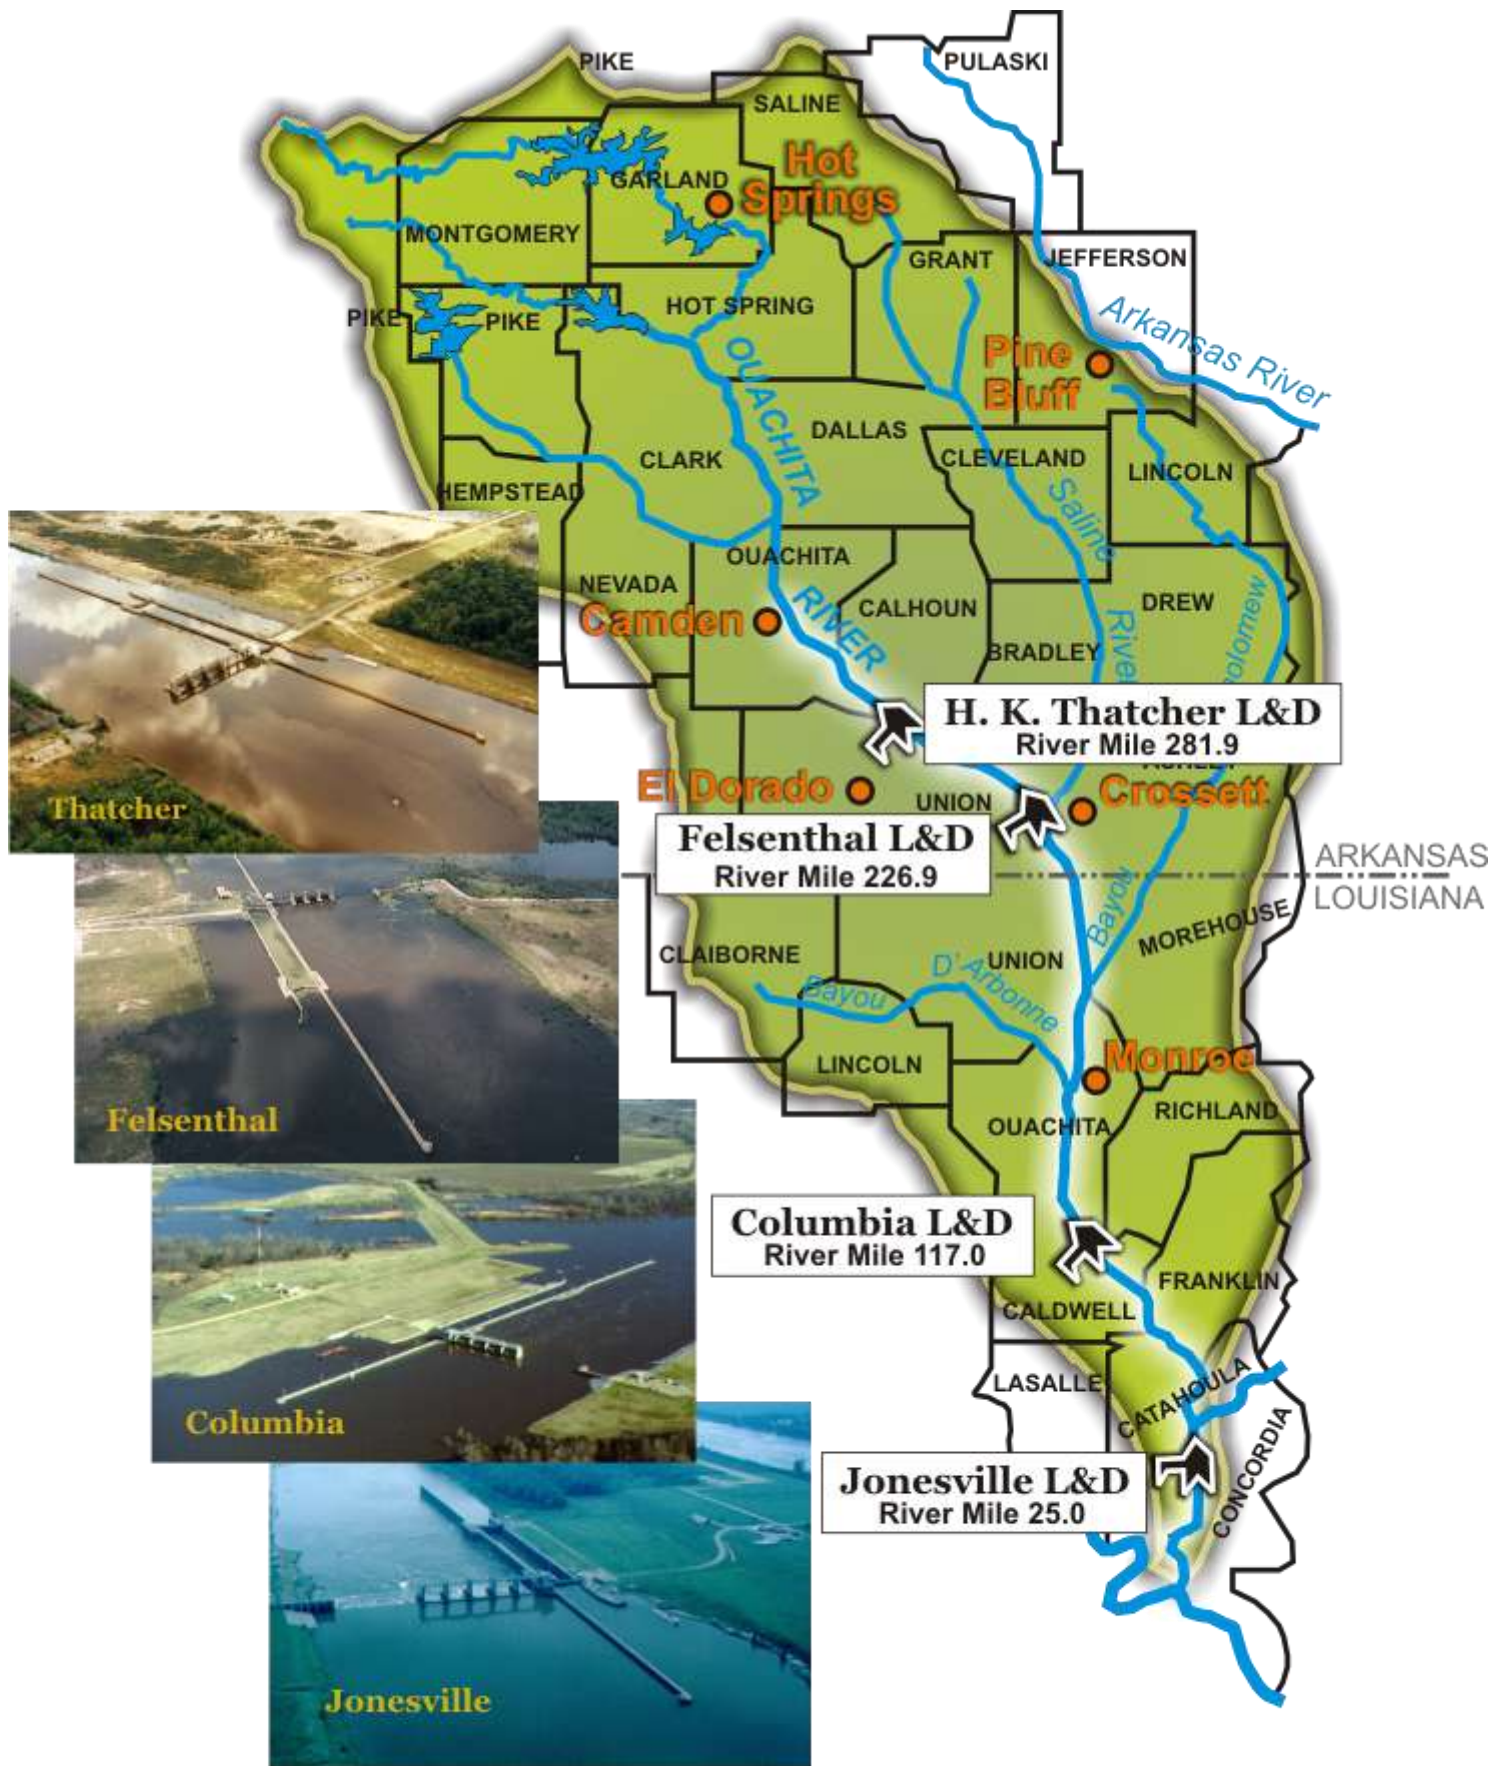 PIKE
PULASKI
SALINE
Hot
Springs
GARLAND
MONTGOMERY
GRANT
JEFFERSON
PIKE
PIKE
HOT SPRING
Arkansas River
Pine
Bluff
OUACHITA
DALLAS
CLARK
CLEVELAND
LINCOLN
HEMPSTEAD
Saline
OUACHITA
NEVADA
CALHOUN
DREW
Camden
RIVER
BRADLEY
River
H. K. Thatcher L&D
River Mile 281.9
El Dorado
UNION
Crossett
Thatcher
Felsenthal L&D
River Mile 226.9
ARKANSAS
LOUISIANA
Bayou
MOREHOUSE
CLAIBORNE
UNION
Bayou
D' Arbonne
LINCOLN
Monroe
RICHLAND
OUACHITA
Felsenthal
Columbia L&D
River Mile 117.0
FRANKLIN
CALDWELL
LASALLE
CATAHOULA
CONCORDIA
Columbia
Jonesville L&D
River Mile 25.0
Jonesville